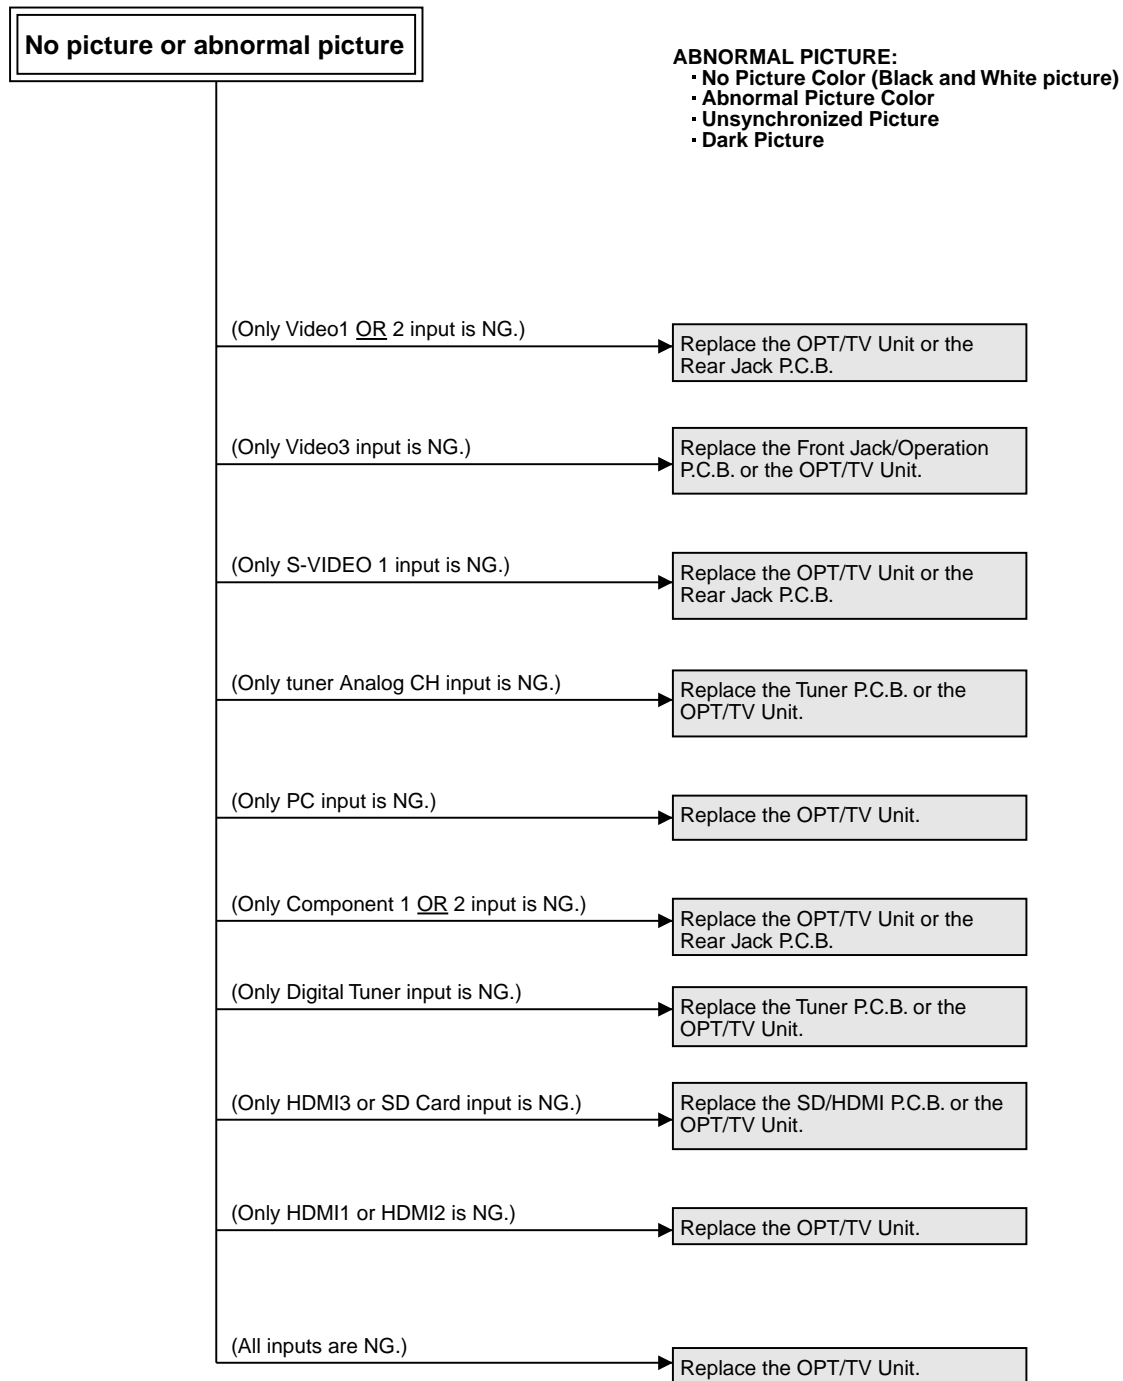 No picture or abnormal picture
ABNORMAL PICTURE:
· No Picture Color (Black and White picture)
· Abnormal Picture Color
· Unsynchronized Picture
· Dark Picture
(Only Video1 OR 2 input is NG.)
Replace the OPT/TV Unit or the
Rear Jack P.C.B.
(Only Video3 input is NG.)
Replace the Front Jack/Operation
P.C.B. or the OPT/TV Unit.
(Only S-VIDEO 1 input is NG.)
Replace the OPT/TV Unit or the
Rear Jack P.C.B.
(Only tuner Analog CH input is NG.)
Replace the Tuner P.C.B. or the
OPT/TV Unit.
(Only PC input is NG.)
Replace the OPT/TV Unit.
(Only Component 1 OR 2 input is NG.)
Replace the OPT/TV Unit or the
Rear Jack P.C.B.
(Only Digital Tuner input is NG.)
Replace the Tuner P.C.B. or the
OPT/TV Unit.
(Only HDMI3 or SD Card input is NG.)
Replace the SD/HDMI P.C.B. or the
OPT/TV Unit.
(Only HDMI1 or HDMI2 is NG.)
Replace the OPT/TV Unit.
(All inputs are NG.)
Replace the OPT/TV Unit.